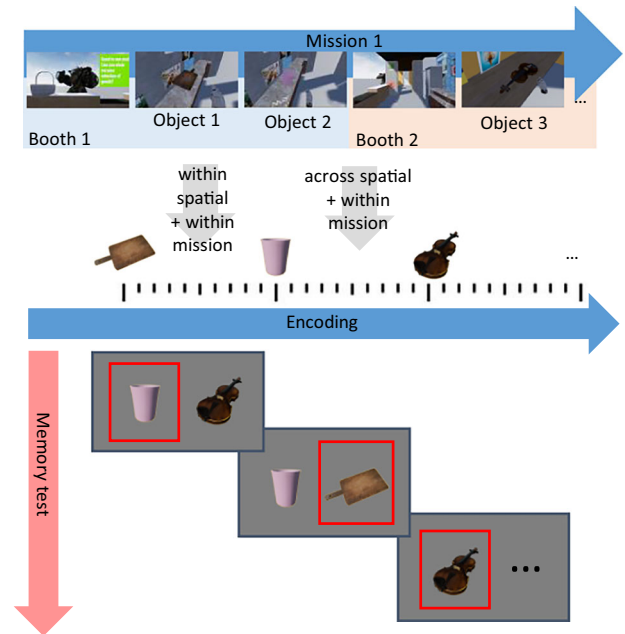 Mission 1
Object 1
Object 2
Object 3
...
Booth 1
Booth 2
within
spatial
+ within
mission
across spatial
+ within
mission
...
Encoding
Memory test
...